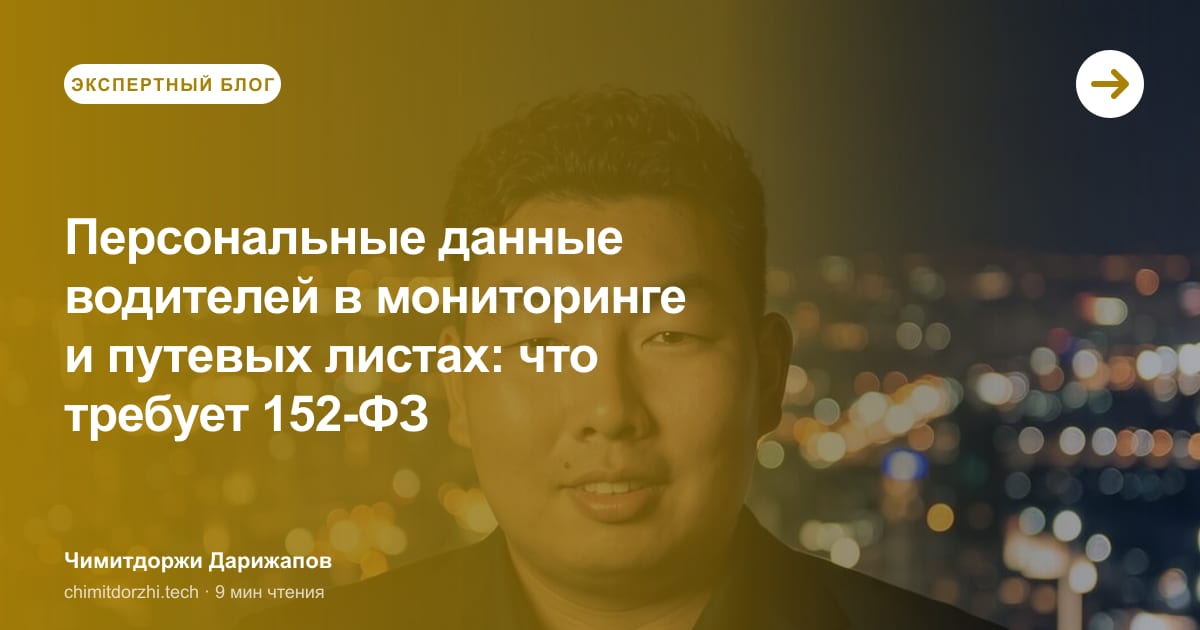 ЭКСПЕРТНЫЙ БЛОГ
Персональные данные
водителей в мониторинге
и путевых листах: что
требует 152-ФЗ
Чимитдоржи Дарижапов
chimitdorzhi.tech · 9 мин чтения